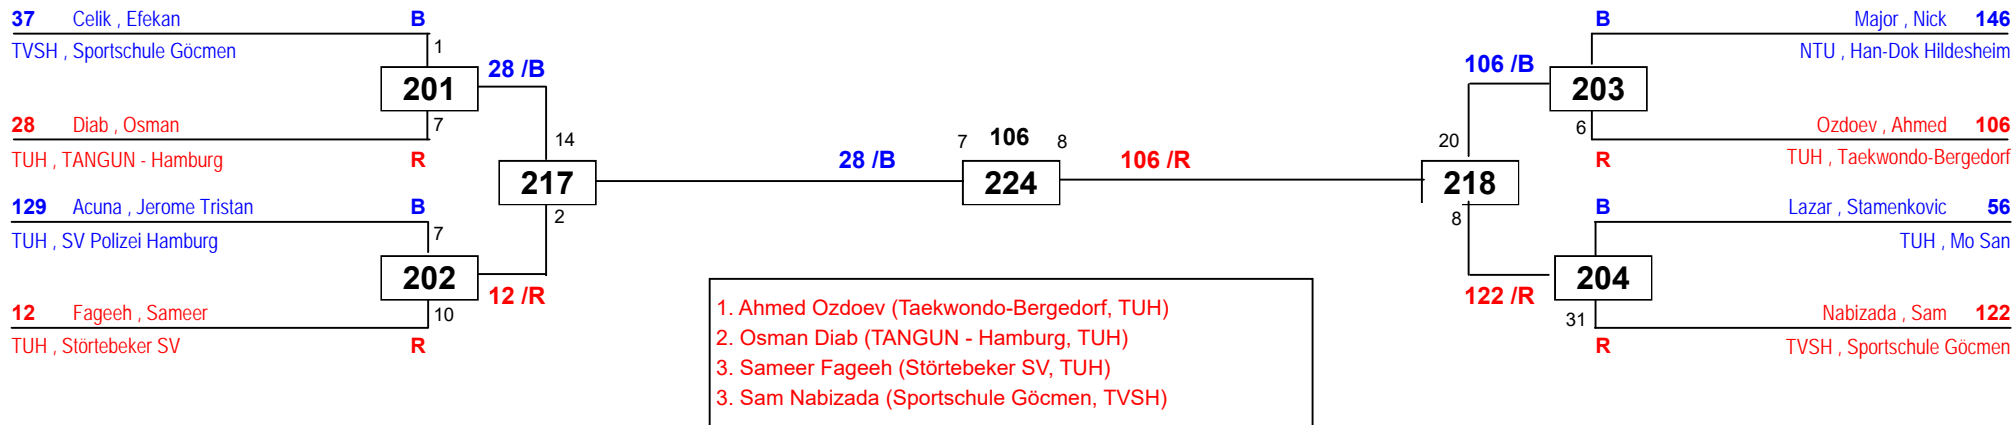 37 Celik , Efekan B
TVSH , Sportschule Göcmen
1
201
28 /B
28 Diab , Osman
7
TUH , TANGUN - Hamburg R
14
217
2
129 Acuna , Jerome Tristan B
TUH , SV Polizei Hamburg
7
202
12 /R
12 Fageeh , Sameer
10
TUH , Störtebeker SV R
28 /B
7 106 8
224
106 /R
B Major , Nick 146
NTU , Han-Dok Hildesheim
106 /B
203
6
Ozdoev , Ahmed 106
R TUH , Taekwondo-Bergedorf
20
218
8
B Lazar , Stamenkovic 56
TUH , Mo San
204
122 /R
31
Nabizada , Sam 122
R TVSH , Sportschule Göcmen
1. Ahmed Ozdoev (Taekwondo-Bergedorf, TUH)
2. Osman Diab (TANGUN - Hamburg, TUH)
3. Sameer Fageeh (Störtebeker SV, TUH)
3. Sam Nabizada (Sportschule Göcmen, TVSH)